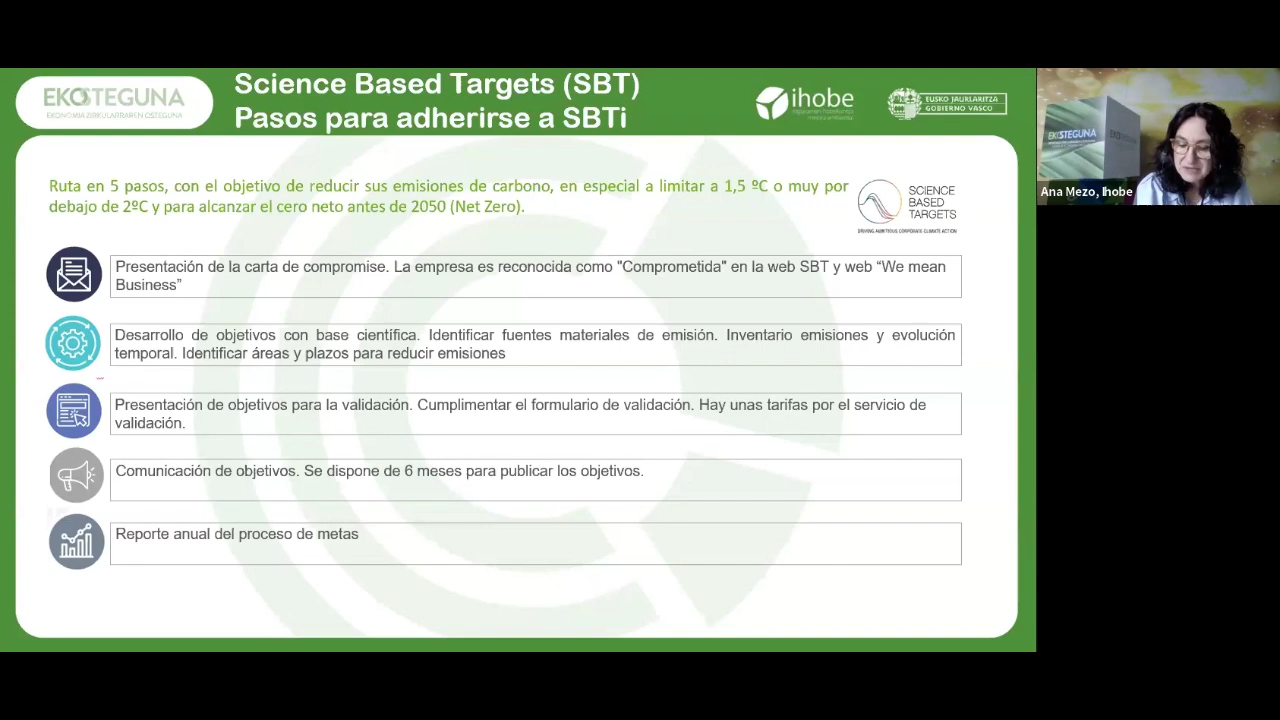 EKOSTEGUNA
EKONOMIA ZIRKULARRAREN OSTEGUNA
Science Based Targets (SBT)
Pasos para adherirse a SBTi
ihobe
EUSKO JAURLARITZA
GOBIERNO VASCO
EKOSTEGUNA
Ana Mezo, Ihobe
Ruta en 5 pasos, con el objetivo de reducir sus emisiones de carbono, en especial a limitar a 1,5 ºC o muy por
debajo de 2ºC y para alcanzar el cero neto antes de 2050 (Net Zero).
SCIENCE
BASED
TARGETS
DRIVING AMBITIOUS CORPORATE CLIMATE ACTION
Presentación de la carta de compromise. La empresa es reconocida como "Comprometida" en la web SBT y web “We mean
Business”
Desarrollo de objetivos con base científica. Identificar fuentes materiales de emisión. Inventario emisiones y evolución
temporal. Identificar áreas y plazos para reducir emisiones
Presentación de objetivos para la validación. Cumplimentar el formulario de validación. Hay unas tarifas por el servicio de
validación.
Comunicación de objetivos. Se dispone de 6 meses para publicar los objetivos.
Reporte anual del proceso de metas